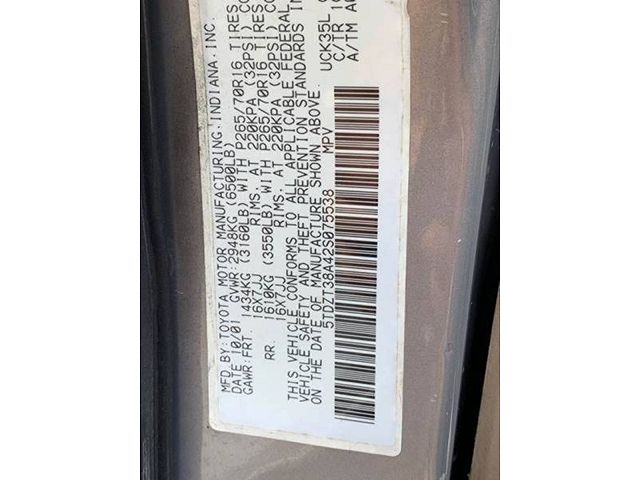 MFD.BY:TOYOTA MOTOR MANUFACTURING,INDIANA,INC.
DATE 10/01 GVWR:2948KG (6500LB)
GAWR:FRT. 1434KG (3160LB) WITH P265/70R16 TIRES,
16X7JJ RIMS, AT 220KPA (32PSI)
RR. 1610KG (3550LB) WITH P265/70R16 TIRES,
16X7JJ RIMS, AT 220KPA (32PSI)
THIS VEHICLE CONFORMS TO ALL APPLICABLE FEDERAL
VEHICLE SAFETY AND THEFT PREVENTION STANDARDS IN
ON THE DATE OF MANUFACTURE SHOWN ABOVE.
5TDZT38A42S075538 MPV
UCK35L
C/TR
A/TM